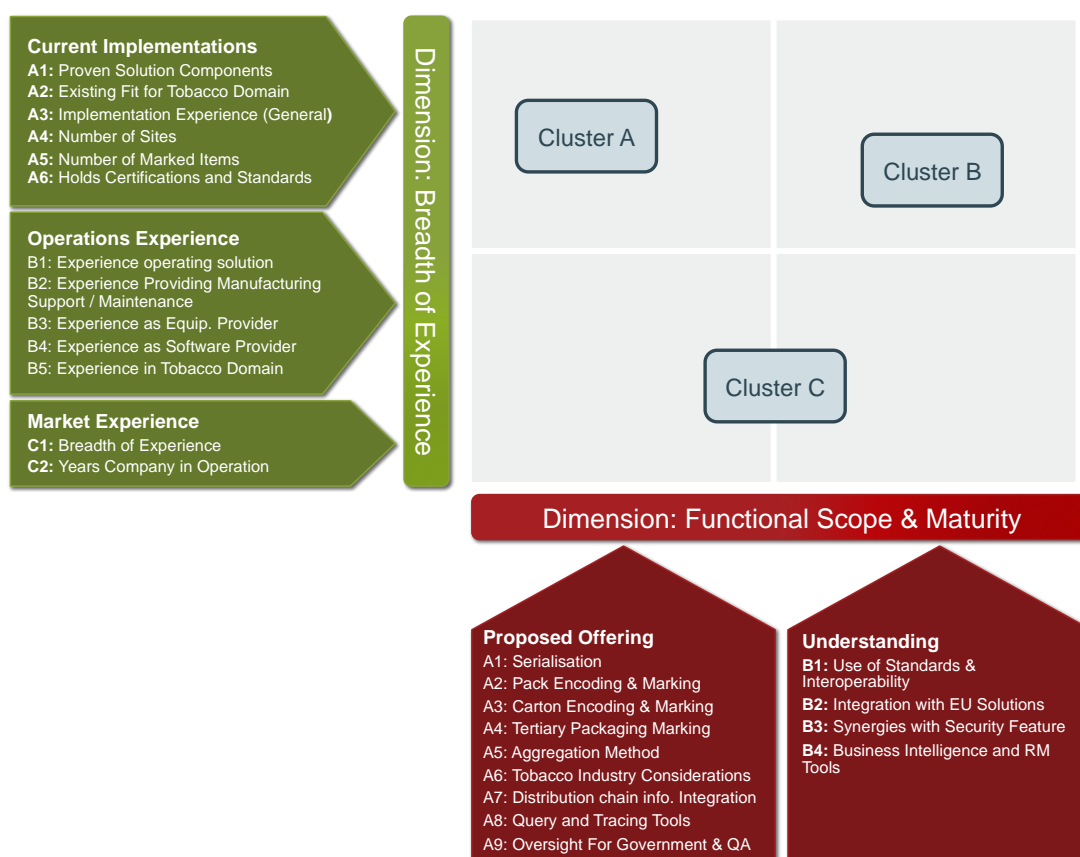 Current Implementations
A1: Proven Solution Components
A2: Existing Fit for Tobacco Domain
A3: Implementation Experience (General)
A4: Number of Sites
A5: Number of Marked Items
A6: Holds Certifications and Standards
Operations Experience
B1: Experience operating solution
B2: Experience Providing Manufacturing
Support / Maintenance
B3: Experience as Equip. Provider
B4: Experience as Software Provider
B5: Experience in Tobacco Domain
Market Experience
C1: Breadth of Experience
C2: Years Company in Operation
Dimension: Breadth of Experience
Cluster A
Cluster B
Cluster C
Dimension: Functional Scope & Maturity
Proposed Offering
A1: Serialisation
A2: Pack Encoding & Marking
A3: Carton Encoding & Marking
A4: Tertiary Packaging Marking
A5: Aggregation Method
A6: Tobacco Industry Considerations
A7: Distribution chain info. Integration
A8: Query and Tracing Tools
A9: Oversight For Government & QA
Understanding
B1: Use of Standards &
Interoperability
B2: Integration with EU Solutions
B3: Synergies with Security Feature
B4: Business Intelligence and RM
Tools